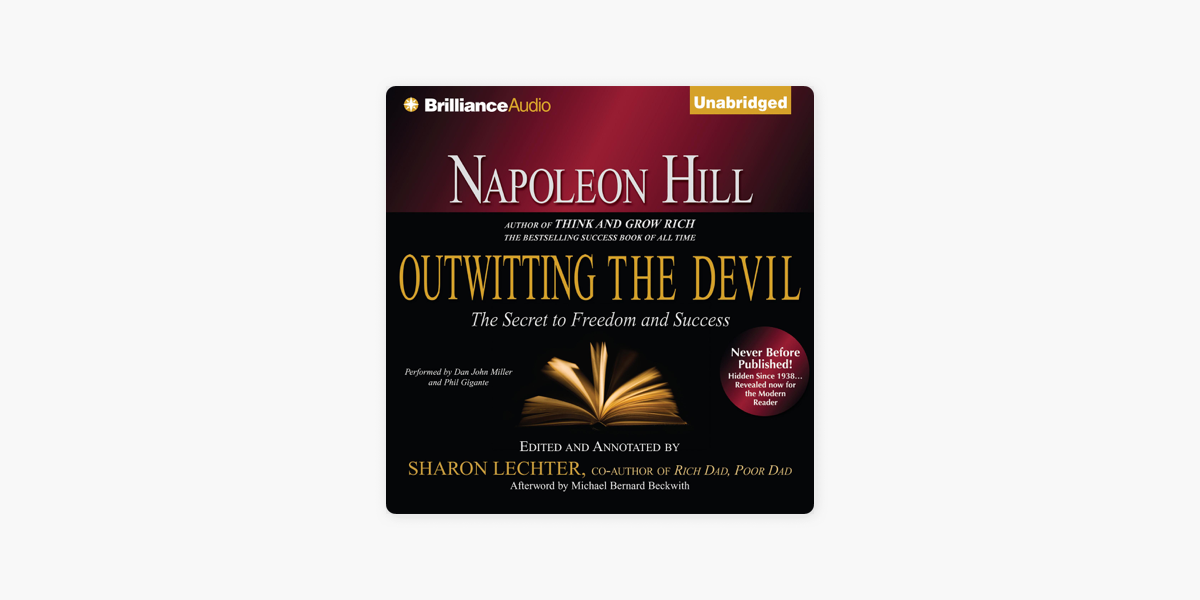 BrillianceAudio
Unabridged
NAPOLEON HILL
AUTHOR OF THINK AND GROW RICH
THE BESTSELLING SUCCESS BOOK OF ALL TIME
OUTWITTING THE DEVIL
The Secret to Freedom and Success
Performed by Dan John Miller
and Phil Gigante
Never Before
Published!
Hidden Since 1938...
Revealed now for
the Modern
Reader
EDITED AND ANNOTATED BY
SHARON LECHTER, CO-AUTHOR OF RICH DAD, POOR DAD
Afterword by Michael Bernard Beckwith